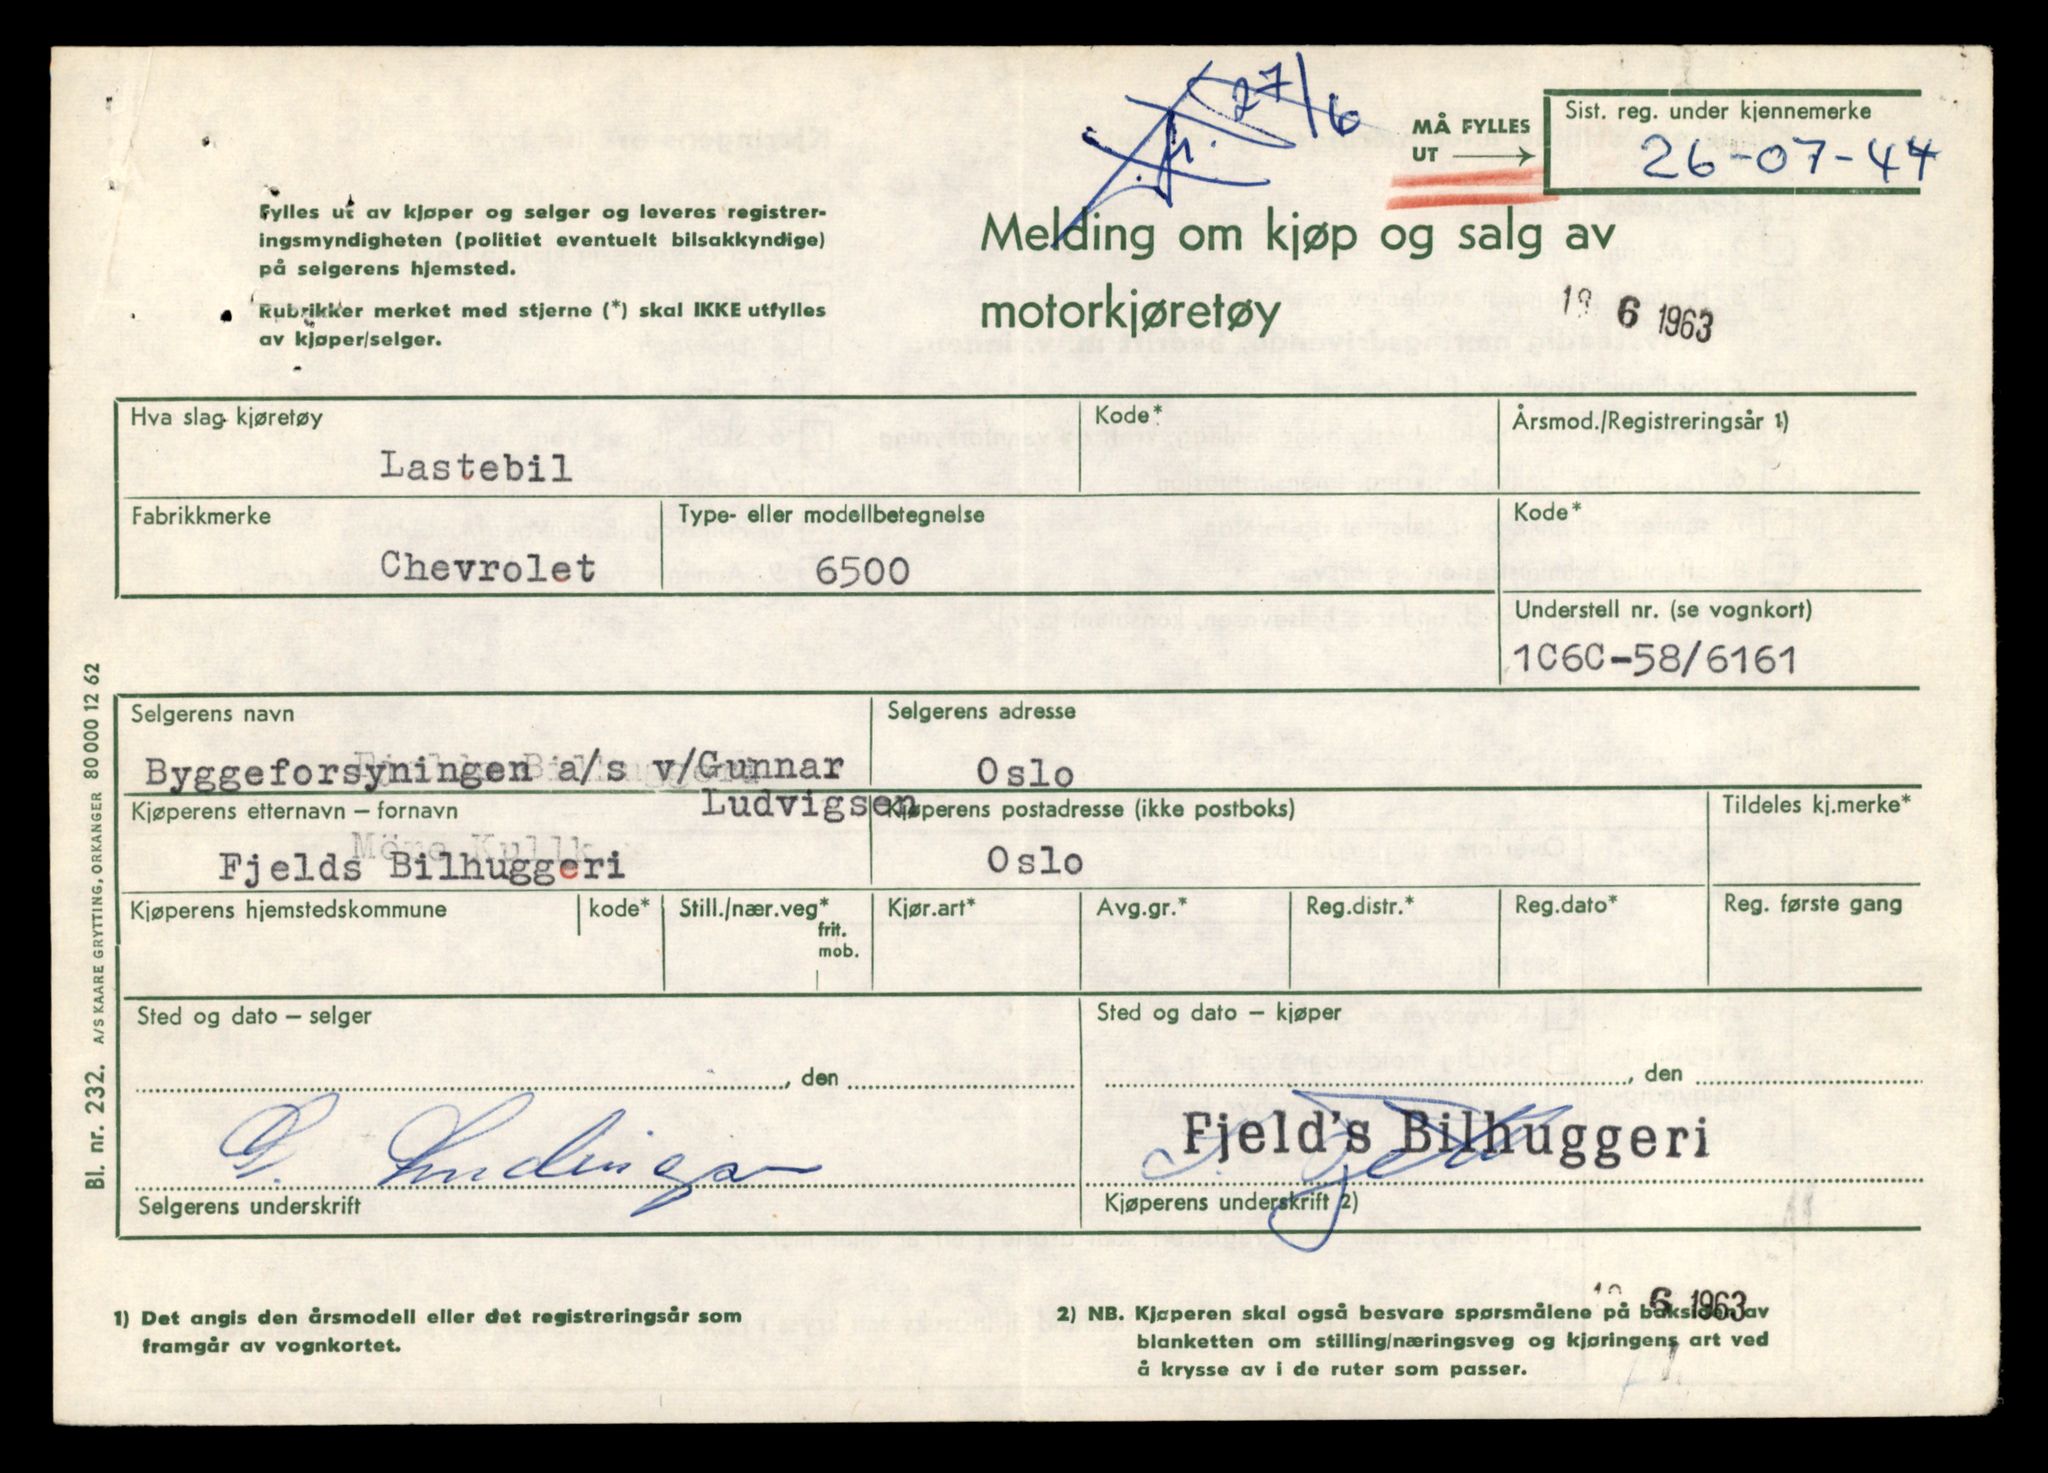 27/6
MÅ FYLLES
UT
Sist. reg. under kjennemerke
26-07-44
Fylles ut av kjøper og selger og leveres registrer-
ingsmyndigheten (politiet eventuelt bilsakkyndige)
på selgerens hjemsted.
Rubrikker merket med stjerne (*) skal IKKE utfylles
av kjøper/selger.
Melding om kjøp og salg av
motorkjøretøy
6 1963
Hva slag kjøretøy
Kode*
Årsmod./Registreringsår 1)
Lastebil
Fabrikkmerke
Type- eller modellbetegnelse
Kode*
Chevrolet
6500
Understell nr. (se vognkort)
1C6C-58/6161
Selgerens navn
Selgerens adresse
Byggeforsyningen a/s v/Gunnar
Ludvigsen
Oslo
Kjøperens etternavn – fornavn
Kjøperens postadresse (ikke postboks)
Tildeles kj.merke*
Fjelds Bilhuggeri
Oslo
Kjøperens hjemstedskommune
kode*
Still./nær.veg*
frit.
mob.
Kjør.art*
Avg.gr.*
Reg.distr.*
Reg.dato*
Reg. første gang
Sted og dato – selger
Sted og dato – kjøper
, den
, den
G. Ludvigsen
Fjeld's Bilhuggeri
Selgerens underskrift
Kjøperens underskrift 2)
1) Det angis den årsmodell eller det registreringsår som
framgår av vognkortet.
6 1963
2) NB. Kjøperen skal også besvare spørsmålene på baksiden av
blanketten om stilling/næringsveg og kjøringens art ved
å krysse av i de ruter som passer.
Bl. nr. 232. A/S KAARE GRYTTING, ORKANGER 80 000 12 62